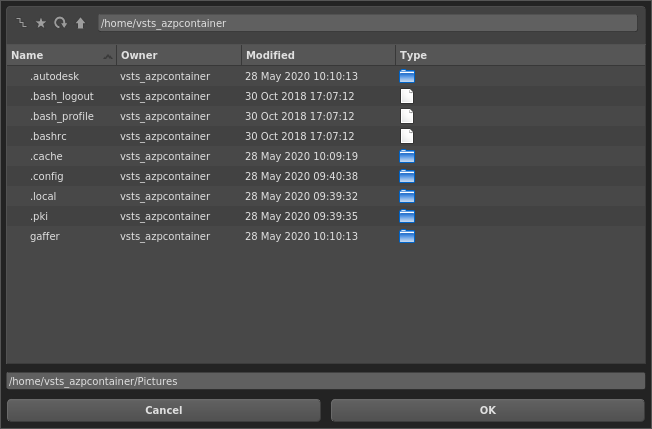 /home/vsts_azpcontainer
Name Owner Modified Type
.autodesk vsts_azpcontainer 28 May 2020 10:10:13
.bash_logout vsts_azpcontainer 30 Oct 2018 17:07:12
.bash_profile vsts_azpcontainer 30 Oct 2018 17:07:12
.bashrc vsts_azpcontainer 30 Oct 2018 17:07:12
.cache vsts_azpcontainer 28 May 2020 10:09:19
.config vsts_azpcontainer 28 May 2020 09:40:38
.local vsts_azpcontainer 28 May 2020 09:39:32
.pki vsts_azpcontainer 28 May 2020 09:39:35
gaffer vsts_azpcontainer 28 May 2020 10:10:13
/home/vsts_azpcontainer/Pictures
Cancel OK